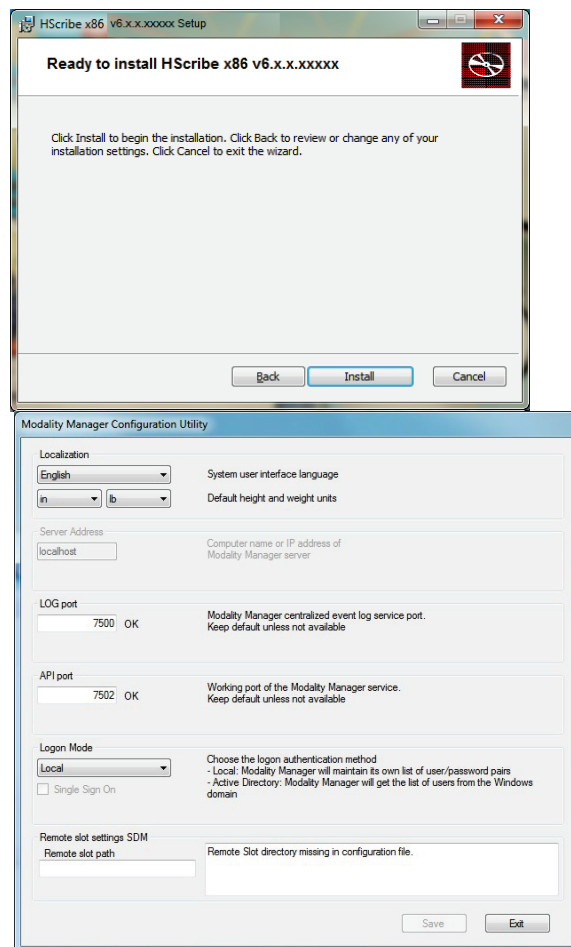 HScribe x86 v6.x.x.xxxxx Setup
Ready to install HScribe x86 v6.x.x.xxxxx
Click Install to begin the installation. Click Back to review or change any of your
installation settings. Click Cancel to exit the wizard.
Back Install Cancel
Modality Manager Configuration Utility
Localization
English System user interface language
in lb Default height and weight units
Server Address
localhost Computer name or IP address of
Modality Manager server
LOG port
7500 OK Modality Manager centralized event log service port.
Keep default unless not available
API port
7502 OK Working port of the Modality Manager service.
Keep default unless not available
Logon Mode
Local Choose the logon authentication method
- Local: Modality Manager will maintain its own list of user/password pairs
Single Sign On - Active Directory: Modality Manager will get the list of users from the Windows
domain
Remote slot settings SDM
Remote slot path Remote Slot directory missing in configuration file.
Save Exit